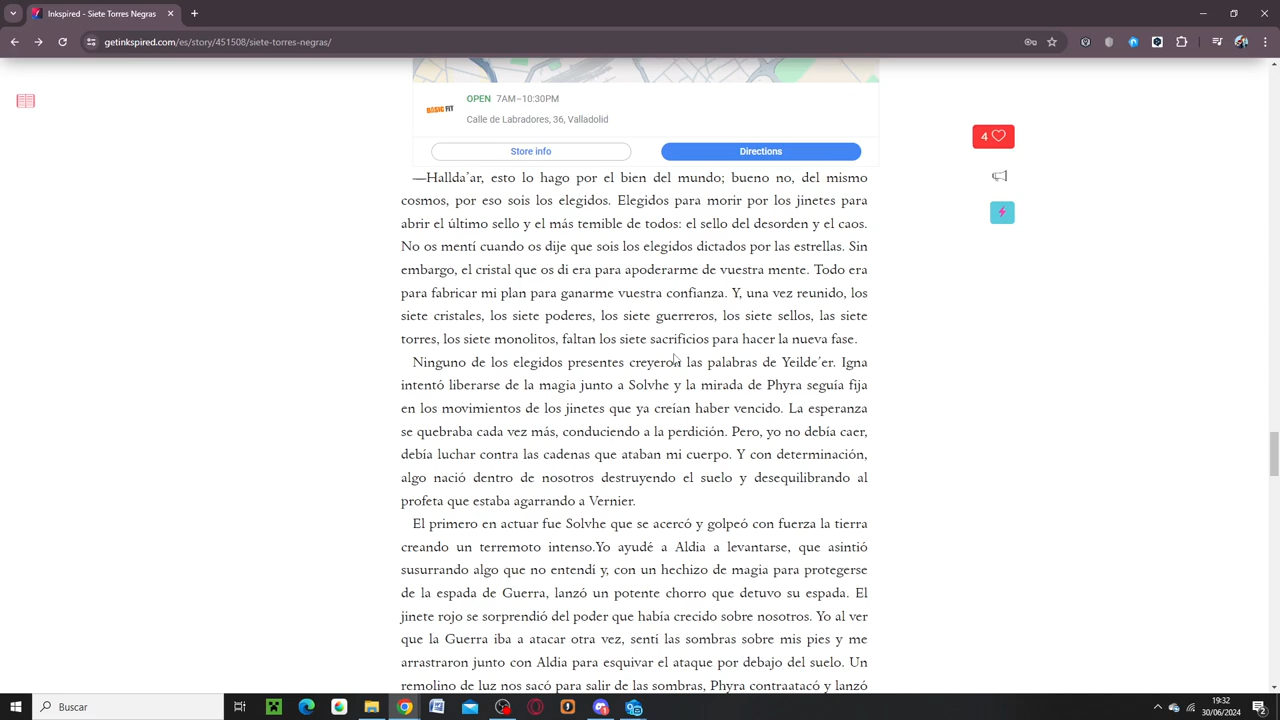 Inkspired - Siete Torres Negras
getinkspired.com/es/story/451508/siete-torres-negras/
BASIC FIT
OPEN 7AM–10:30PM
Calle de Labradores, 36, Valladolid
Store info
Directions
4
—Hallda’ar, esto lo hago por el bien del mundo; bueno no, del mismo
cosmos, por eso sois los elegidos. Elegidos para morir por los jinetes para
abrir el último sello y el más temible de todos: el sello del desorden y el caos.
No os mentí cuando os dije que sois los elegidos dictados por las estrellas. Sin
embargo, el cristal que os di era para apoderarme de vuestra mente. Todo era
para fabricar mi plan para ganarme vuestra confianza. Y, una vez reunido, los
siete cristales, los siete poderes, los siete guerreros, los siete sellos, las siete
torres, los siete monolitos, faltan los siete sacrificios para hacer la nueva fase.
Ninguno de los elegidos presentes creyeron las palabras de Yeilde’er. Igna
intentó liberarse de la magia junto a Solvhe y la mirada de Phyra seguía fija
en los movimientos de los jinetes que ya creían haber vencido. La esperanza
se quebraba cada vez más, conduciendo a la perdición. Pero, yo no debía caer,
debía luchar contra las cadenas que ataban mi cuerpo. Y con determinación,
algo nació dentro de nosotros destruyendo el suelo y desequilibrando al
profeta que estaba agarrando a Vernier.
El primero en actuar fue Solvhe que se acercó y golpeó con fuerza la tierra
creando un terremoto intenso.Yo ayudé a Aldia a levantarse, que asintió
susurrando algo que no entendí y, con un hechizo de magia para protegerse
de la espada de Guerra, lanzó un potente chorro que detuvo su espada. El
jinete rojo se sorprendió del poder que había crecido sobre nosotros. Yo al ver
que la Guerra iba a atacar otra vez, sentí las sombras sobre mis pies y me
arrastraron junto con Aldia para esquivar el ataque por debajo del suelo. Un
remolino de luz nos sacó para salir de las sombras, Phyra contraatacó y lanzó
Buscar
19:32
30/06/2024
2